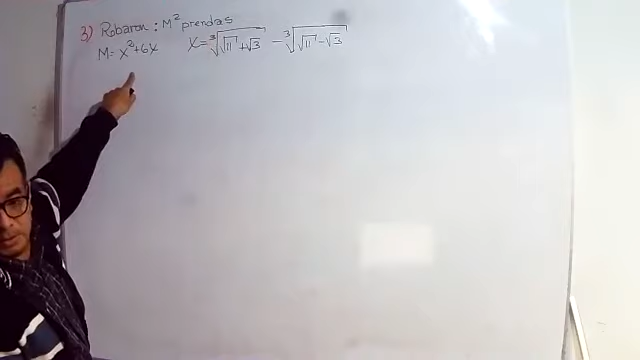 3) Robaron: M² prendas
M = x²+6x   x = ∛(√11+√3) - ∛(√11-√3)